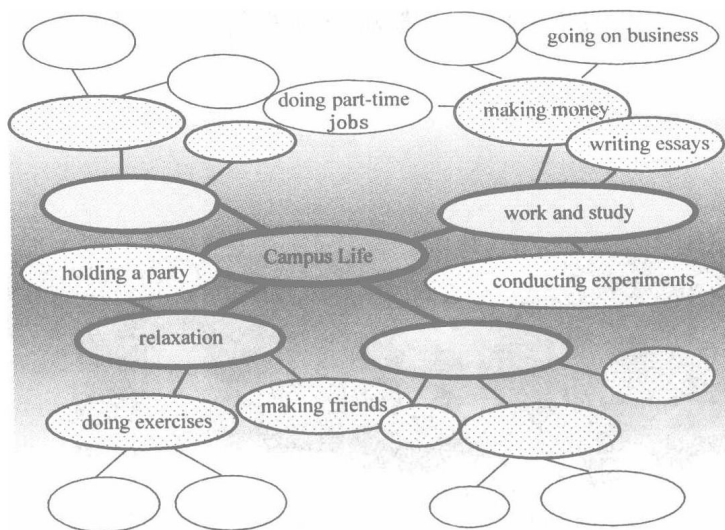 going on business
doing part-time
jobs
making money
writing essays
work and study
Campus Life
holding a party
conducting experiments
relaxation
doing exercises
making friends